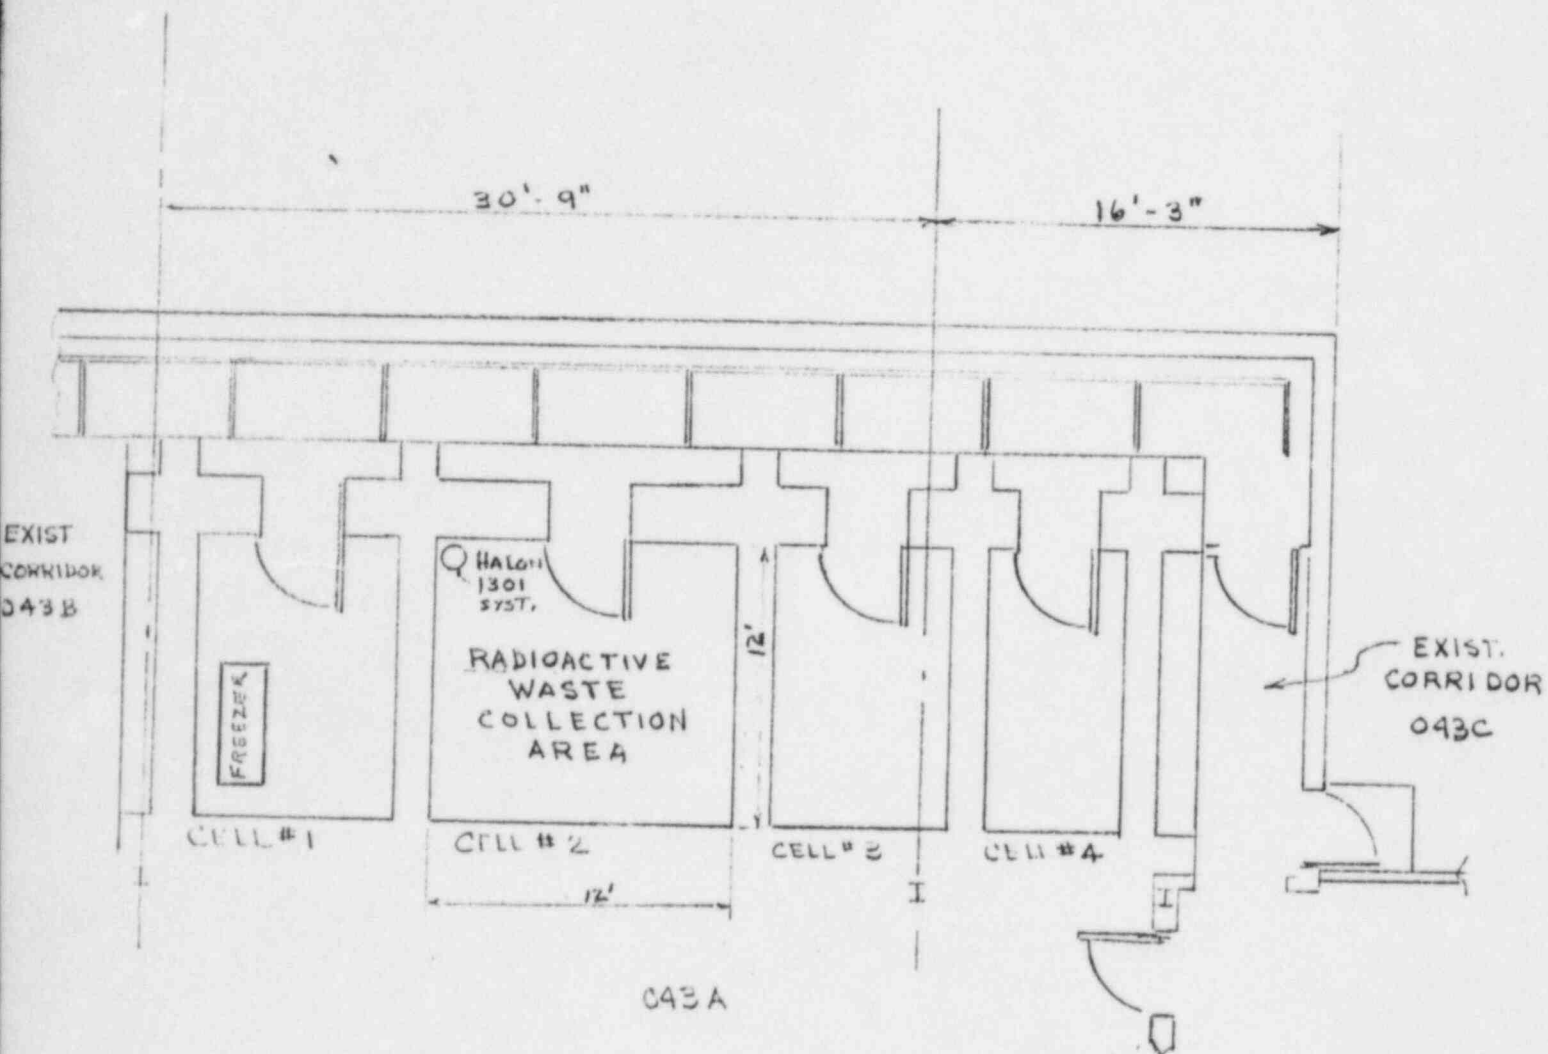 30'-9"
16'-3"
EXIST
CORRIDOR
043B
HALON
1301
SYST.
RADIOACTIVE
WASTE
COLLECTION
AREA
FREEZER
12'
EXIST.
CORRIDOR
043C
CELL #1
CELL # 2
CELL # 3
CELL #4
12'
I
I
I
043A